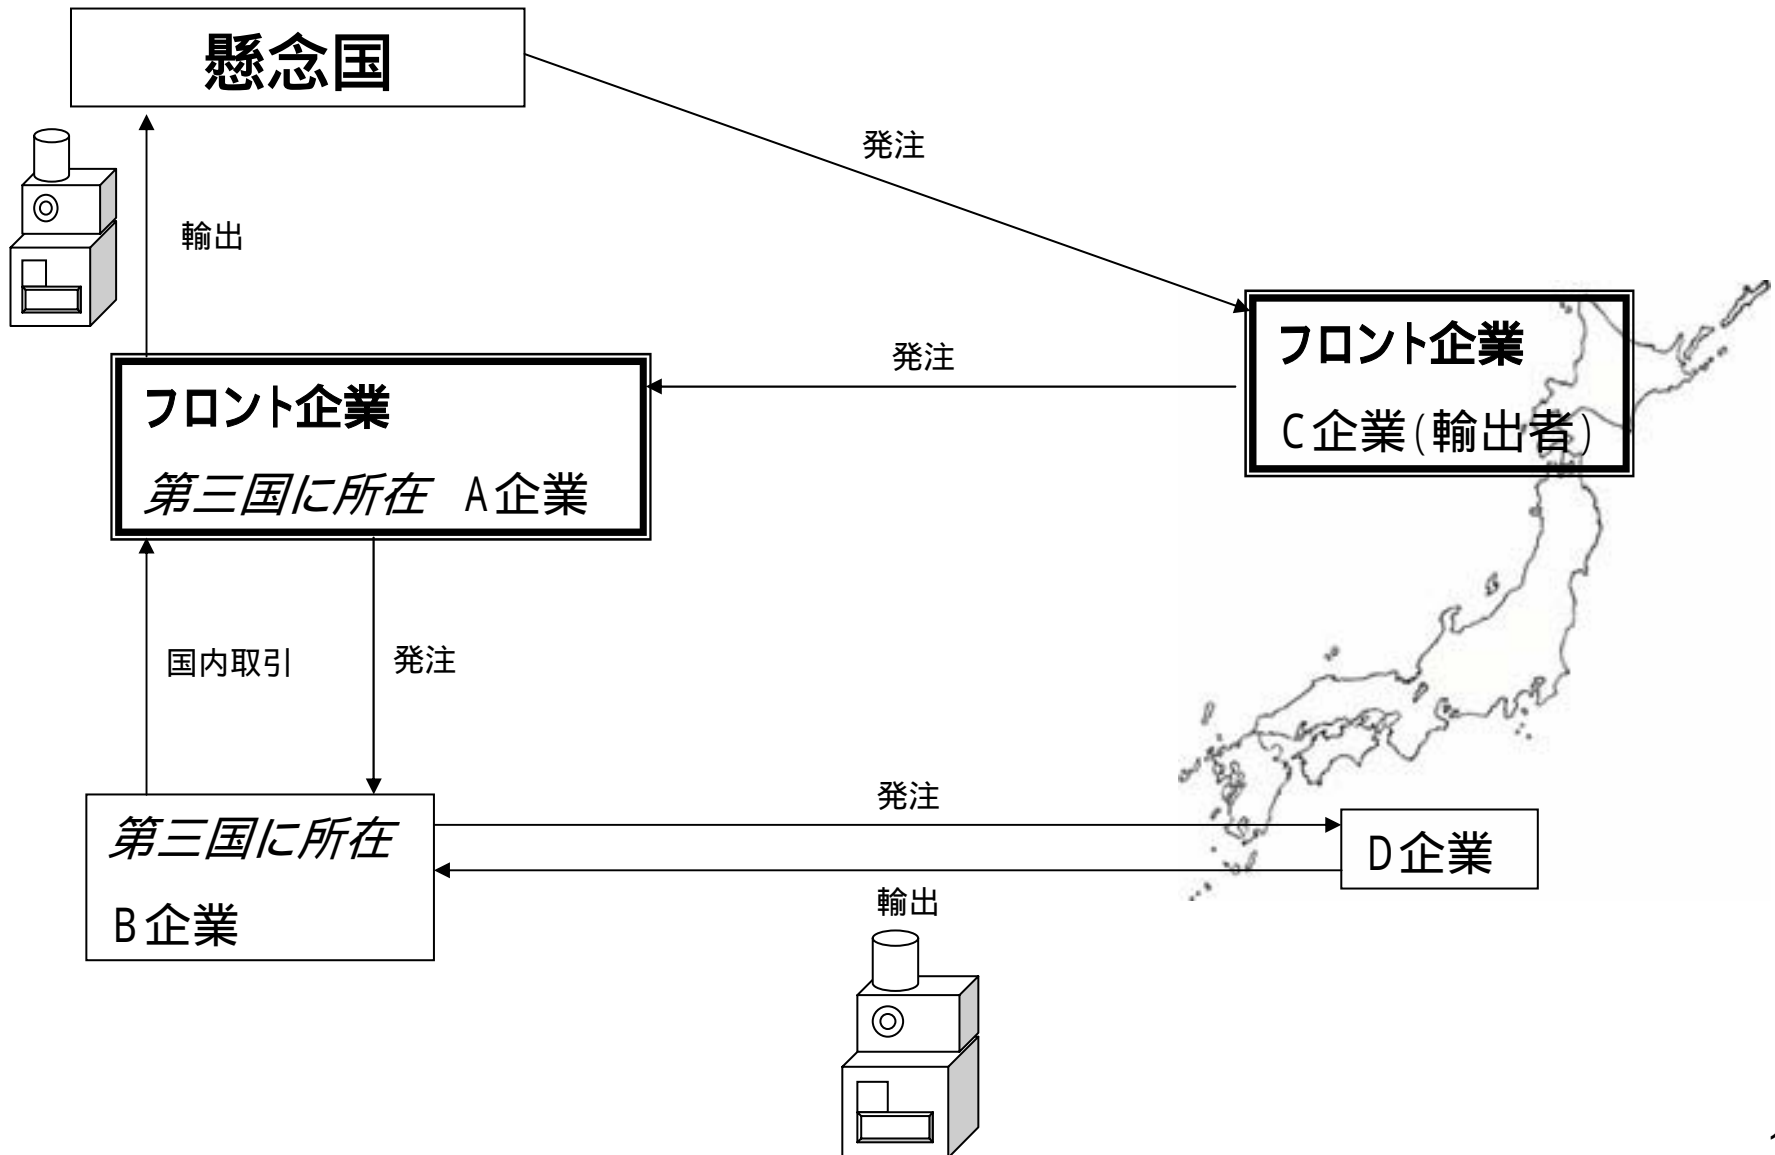 懸念国
発注
輸出
フロント企業
C企業(輸出者)
発注
フロント企業
第三国に所在 A企業
国内取引
発注
第三国に所在
B企業
発注
D企業
輸出